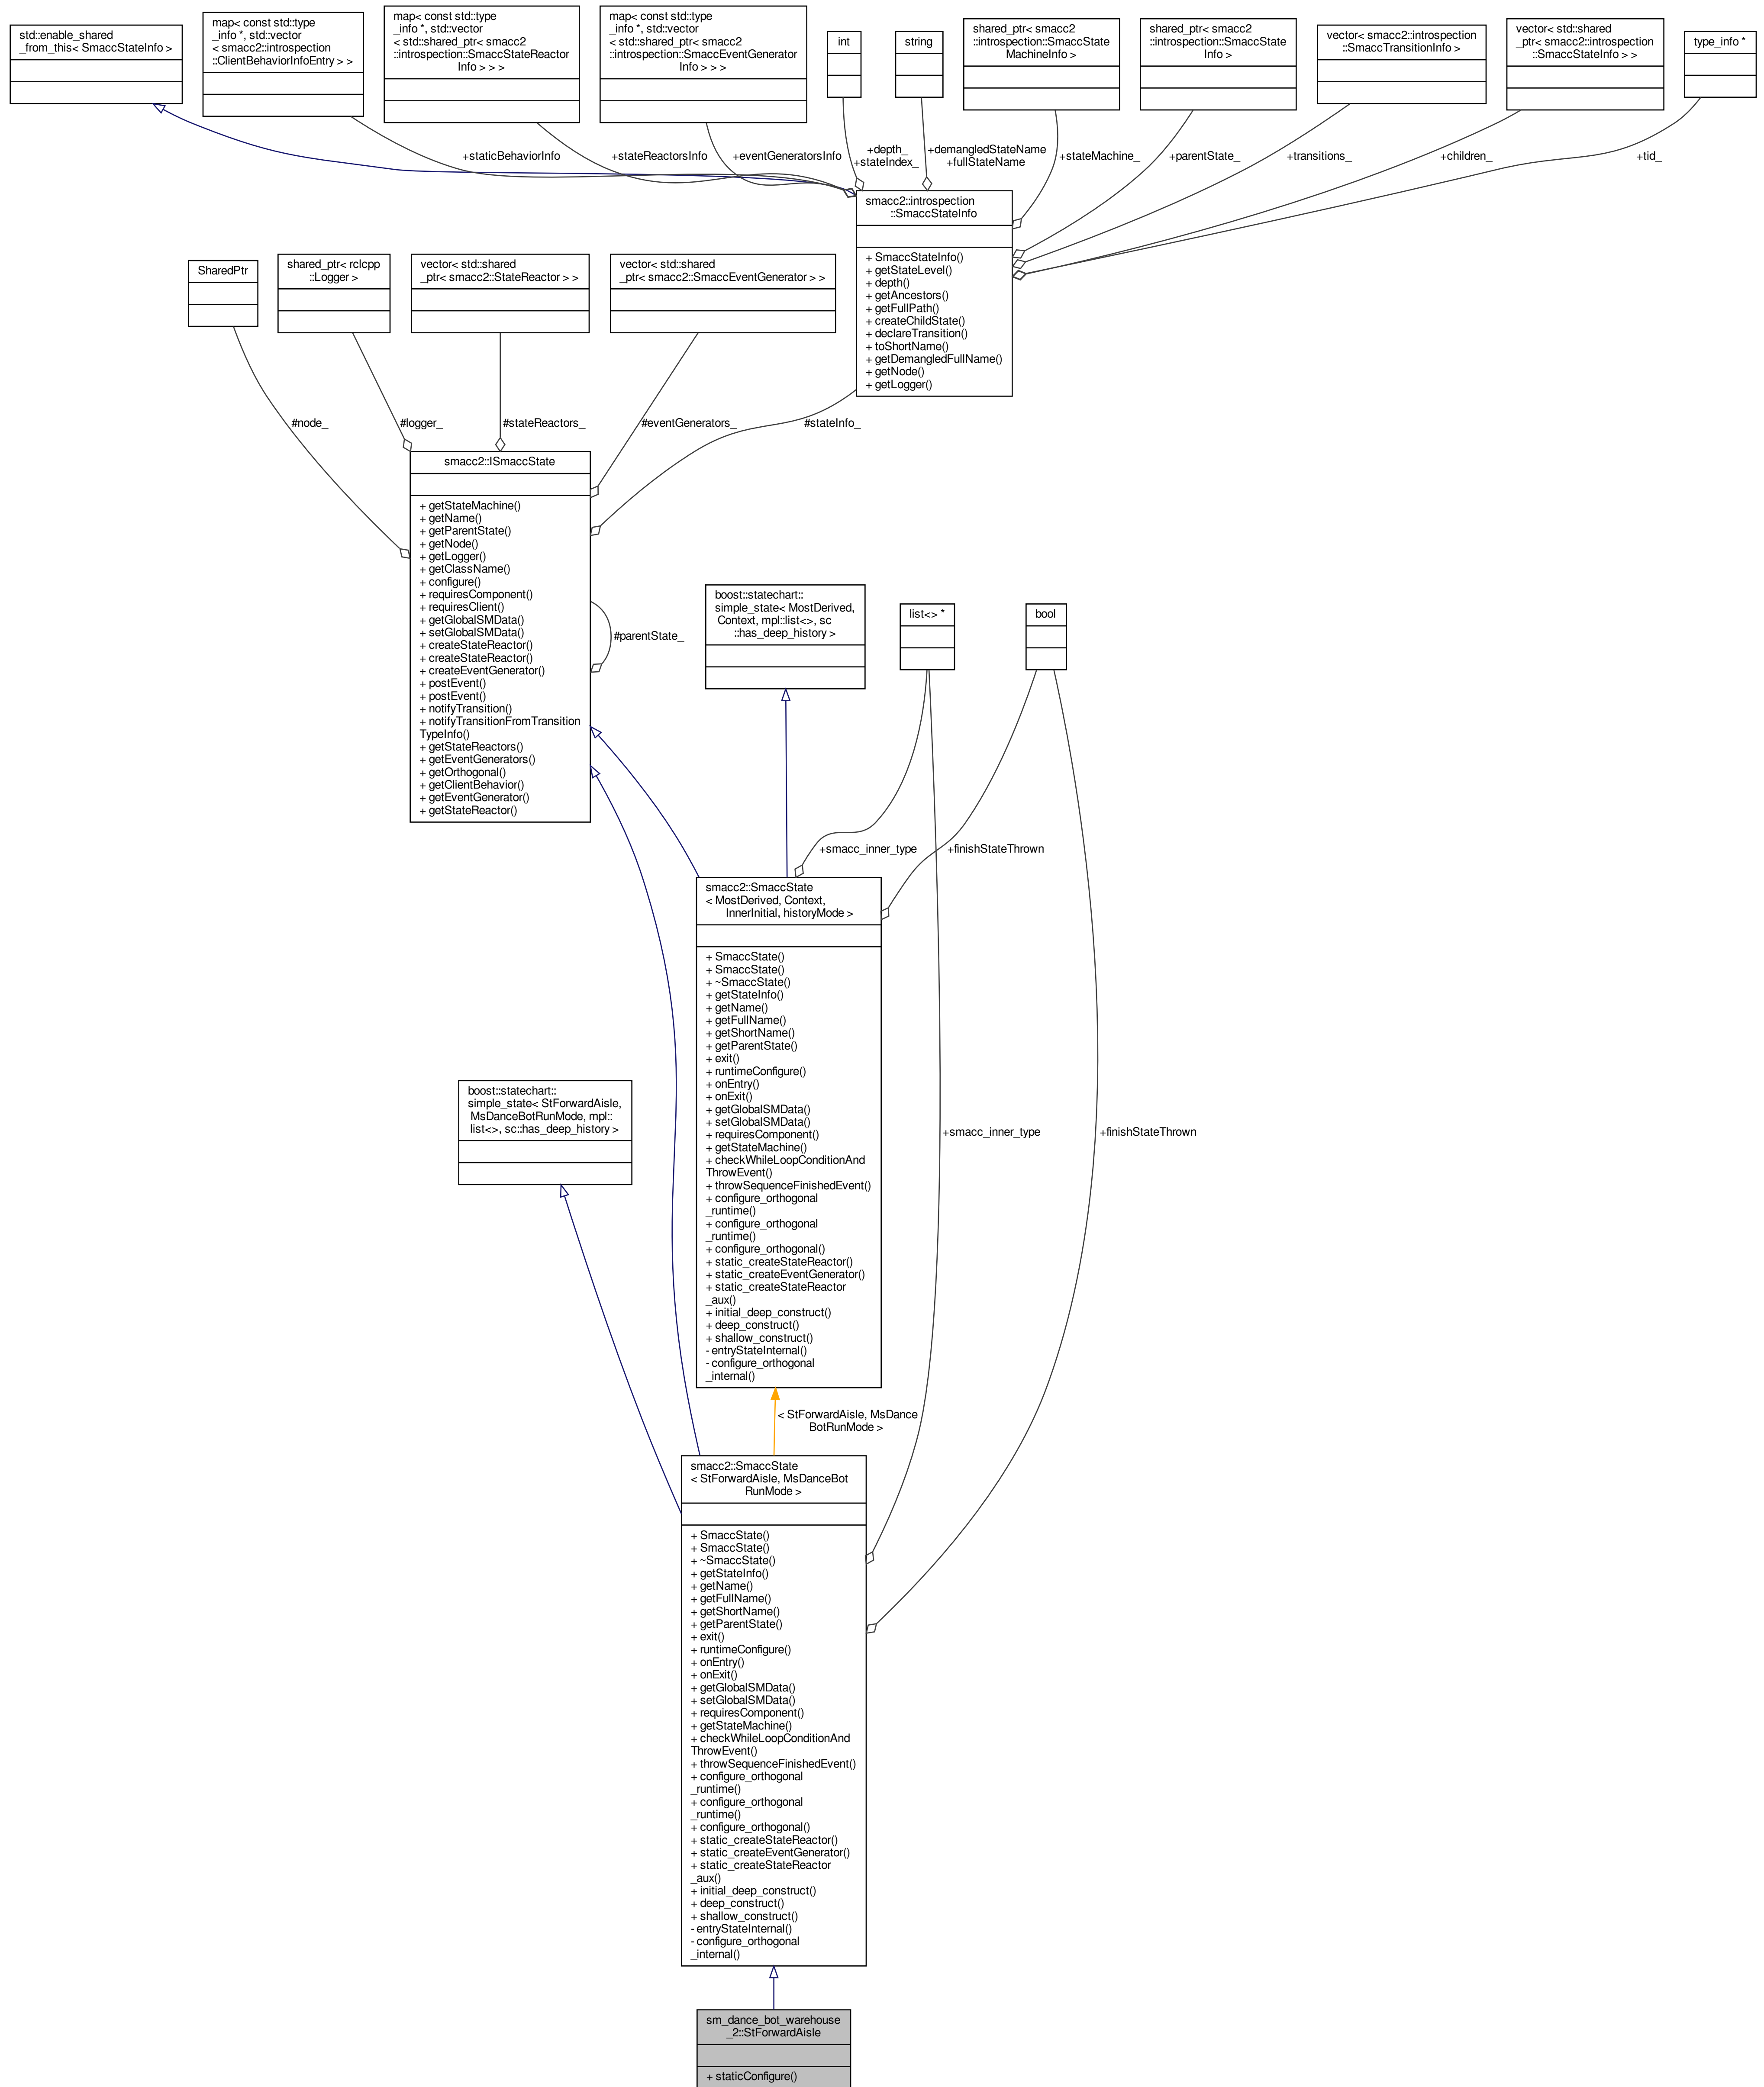 std::enable_shared
_from_this< SmaccStateInfo >
map< const std::type
_info *, std::vector
< smacc2::introspection
::ClientBehaviorInfoEntry > >
map< const std::type
_info *, std::vector
< std::shared_ptr< smacc2
::introspection::SmaccStateReactor
Info > > >
map< const std::type
_info *, std::vector
< std::shared_ptr< smacc2
::introspection::SmaccEventGenerator
Info > > >
int
string
shared_ptr< smacc2
::introspection::SmaccState
MachineInfo >
shared_ptr< smacc2
::introspection::SmaccState
Info >
vector< smacc2::introspection
::SmaccTransitionInfo >
vector< std::shared
_ptr< smacc2::introspection
::SmaccStateInfo > >
type_info *
+staticBehaviorInfo
+stateReactorsInfo
+eventGeneratorsInfo
+depth_
+stateIndex_
+demangledStateName
+fullStateName
+stateMachine_
+parentState_
+transitions_
+children_
+tid_
smacc2::introspection
::SmaccStateInfo
+ SmaccStateInfo()
+ getStateLevel()
+ depth()
+ getAncestors()
+ getFullPath()
+ createChildState()
+ declareTransition()
+ toShortName()
+ getDemangledFullName()
+ getNode()
+ getLogger()
SharedPtr
shared_ptr< rclcpp
::Logger >
vector< std::shared
_ptr< smacc2::StateReactor > >
vector< std::shared
_ptr< smacc2::SmaccEventGenerator > >
#node_
#logger_
#stateReactors_
#eventGenerators_
#stateInfo_
smacc2::ISmaccState
+ getStateMachine()
+ getName()
+ getParentState()
+ getNode()
+ getLogger()
+ getClassName()
+ configure()
+ requiresComponent()
+ requiresClient()
+ getGlobalSMData()
+ setGlobalSMData()
+ createStateReactor()
+ createStateReactor()
+ createEventGenerator()
+ postEvent()
+ postEvent()
+ notifyTransition()
+ notifyTransitionFromTransition
TypeInfo()
+ getStateReactors()
+ getEventGenerators()
+ getOrthogonal()
+ getClientBehavior()
+ getEventGenerator()
+ getStateReactor()
#parentState_
boost::statechart::
simple_state< MostDerived,
Context, mpl::list<>, sc
::has_deep_history >
list<> *
bool
+smacc_inner_type
+finishStateThrown
smacc2::SmaccState
< MostDerived, Context,
InnerInitial, historyMode >
+ SmaccState()
+ SmaccState()
+ ~SmaccState()
+ getStateInfo()
+ getName()
+ getFullName()
+ getShortName()
+ getParentState()
+ exit()
+ runtimeConfigure()
+ onEntry()
+ onExit()
+ getGlobalSMData()
+ setGlobalSMData()
+ requiresComponent()
+ getStateMachine()
+ checkWhileLoopConditionAnd
ThrowEvent()
+ throwSequenceFinishedEvent()
+ configure_orthogonal
_runtime()
+ configure_orthogonal
_runtime()
+ configure_orthogonal()
+ static_createStateReactor()
+ static_createEventGenerator()
+ static_createStateReactor
_aux()
+ initial_deep_construct()
+ deep_construct()
+ shallow_construct()
- entryStateInternal()
- configure_orthogonal
_internal()
boost::statechart::
simple_state< StForwardAisle,
MsDanceBotRunMode, mpl::
list<>, sc::has_deep_history >
+smacc_inner_type
+finishStateThrown
< StForwardAisle, MsDance
BotRunMode >
smacc2::SmaccState
< StForwardAisle, MsDanceBot
RunMode >
+ SmaccState()
+ SmaccState()
+ ~SmaccState()
+ getStateInfo()
+ getName()
+ getFullName()
+ getShortName()
+ getParentState()
+ exit()
+ runtimeConfigure()
+ onEntry()
+ onExit()
+ getGlobalSMData()
+ setGlobalSMData()
+ requiresComponent()
+ getStateMachine()
+ checkWhileLoopConditionAnd
ThrowEvent()
+ throwSequenceFinishedEvent()
+ configure_orthogonal
_runtime()
+ configure_orthogonal
_runtime()
+ configure_orthogonal()
+ static_createStateReactor()
+ static_createEventGenerator()
+ static_createStateReactor
_aux()
+ initial_deep_construct()
+ deep_construct()
+ shallow_construct()
- entryStateInternal()
- configure_orthogonal
_internal()
sm_dance_bot_warehouse
_2::StForwardAisle
+ staticConfigure()